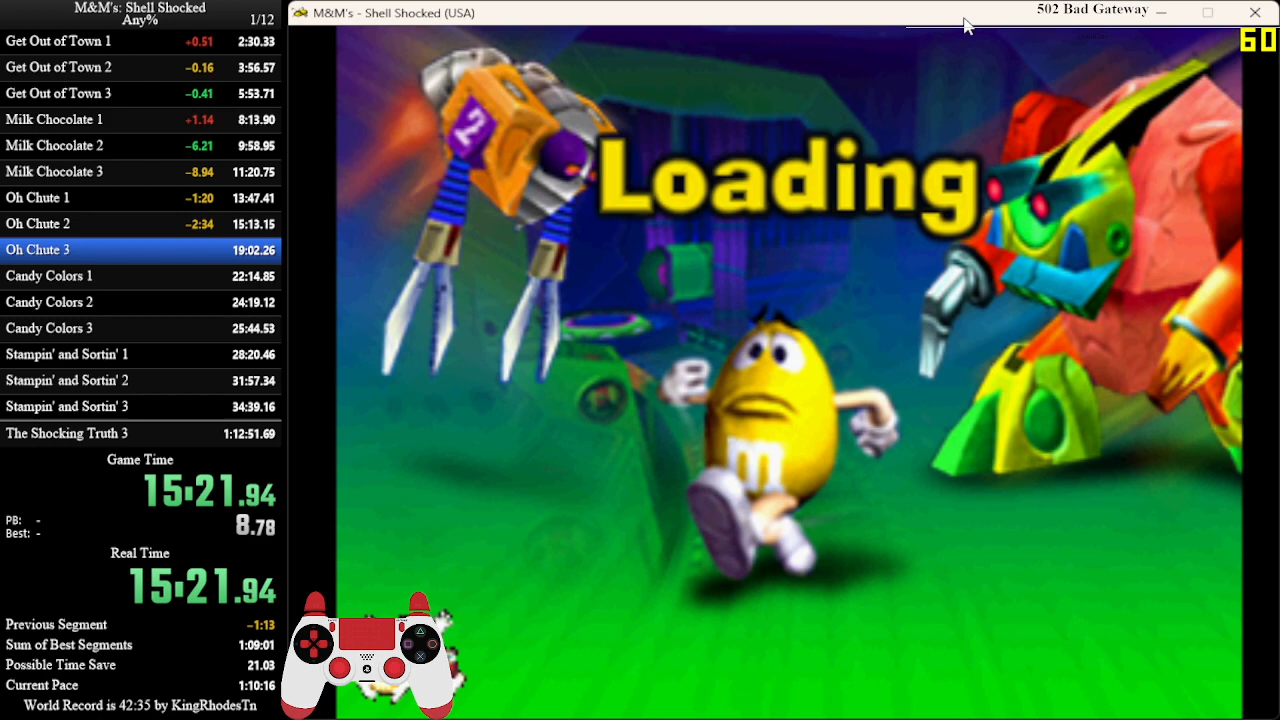 M&M's: Shell Shocked
Any% 1/12
Get Out of Town 1 +0.51 2:30.33
Get Out of Town 2 −0.16 3:56.57
Get Out of Town 3 −0.41 5:53.71
Milk Chocolate 1 +1.14 8:13.90
Milk Chocolate 2 −6.21 9:58.95
Milk Chocolate 3 −8.94 11:20.75
Oh Chute 1 −1:20 13:47.41
Oh Chute 2 −2:34 15:13.15
Oh Chute 3 19:02.26
Candy Colors 1 22:14.85
Candy Colors 2 24:19.12
Candy Colors 3 25:44.53
Stampin' and Sortin' 1 28:20.46
Stampin' and Sortin' 2 31:57.34
Stampin' and Sortin' 3 34:39.16
The Shocking Truth 3 1:12:51.69
Game Time
15:21.94
PB: - 8.78
Best: -
Real Time
15:21.94
Previous Segment −1:13
Sum of Best Segments 1:09:01
Possible Time Save 21.03
Current Pace 1:10:16
World Record is 42:35 by KingRhodesTn
M&M's - Shell Shocked (USA)
502 Bad Gateway
60
2
Loading
m